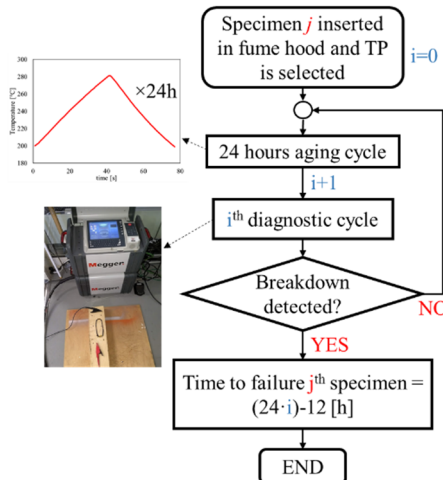 Specimen j inserted
in fume hood and TP
is selected
i=0
300
280
260
240
220
200
180
Temperature [°C]
0
20
40
60
80
time [s]
×24h
24 hours aging cycle
i+1
ith diagnostic cycle
Megger
Breakdown
detected?
NO
YES
Time to failure jth specimen =
(24·i)-12 [h]
END